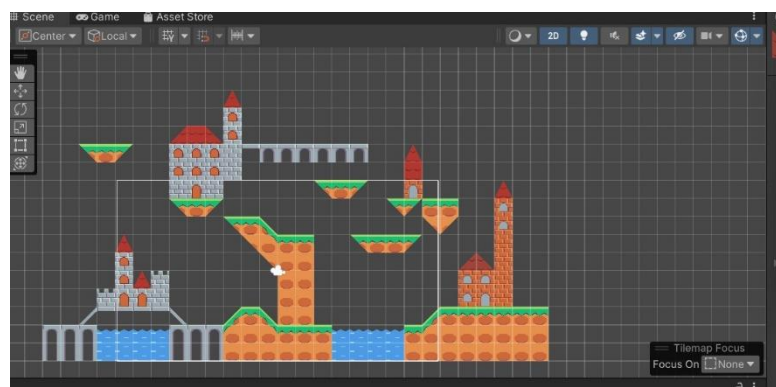 Scene Game Asset Store
Center Local 2D
Tilemap Focus
Focus On None